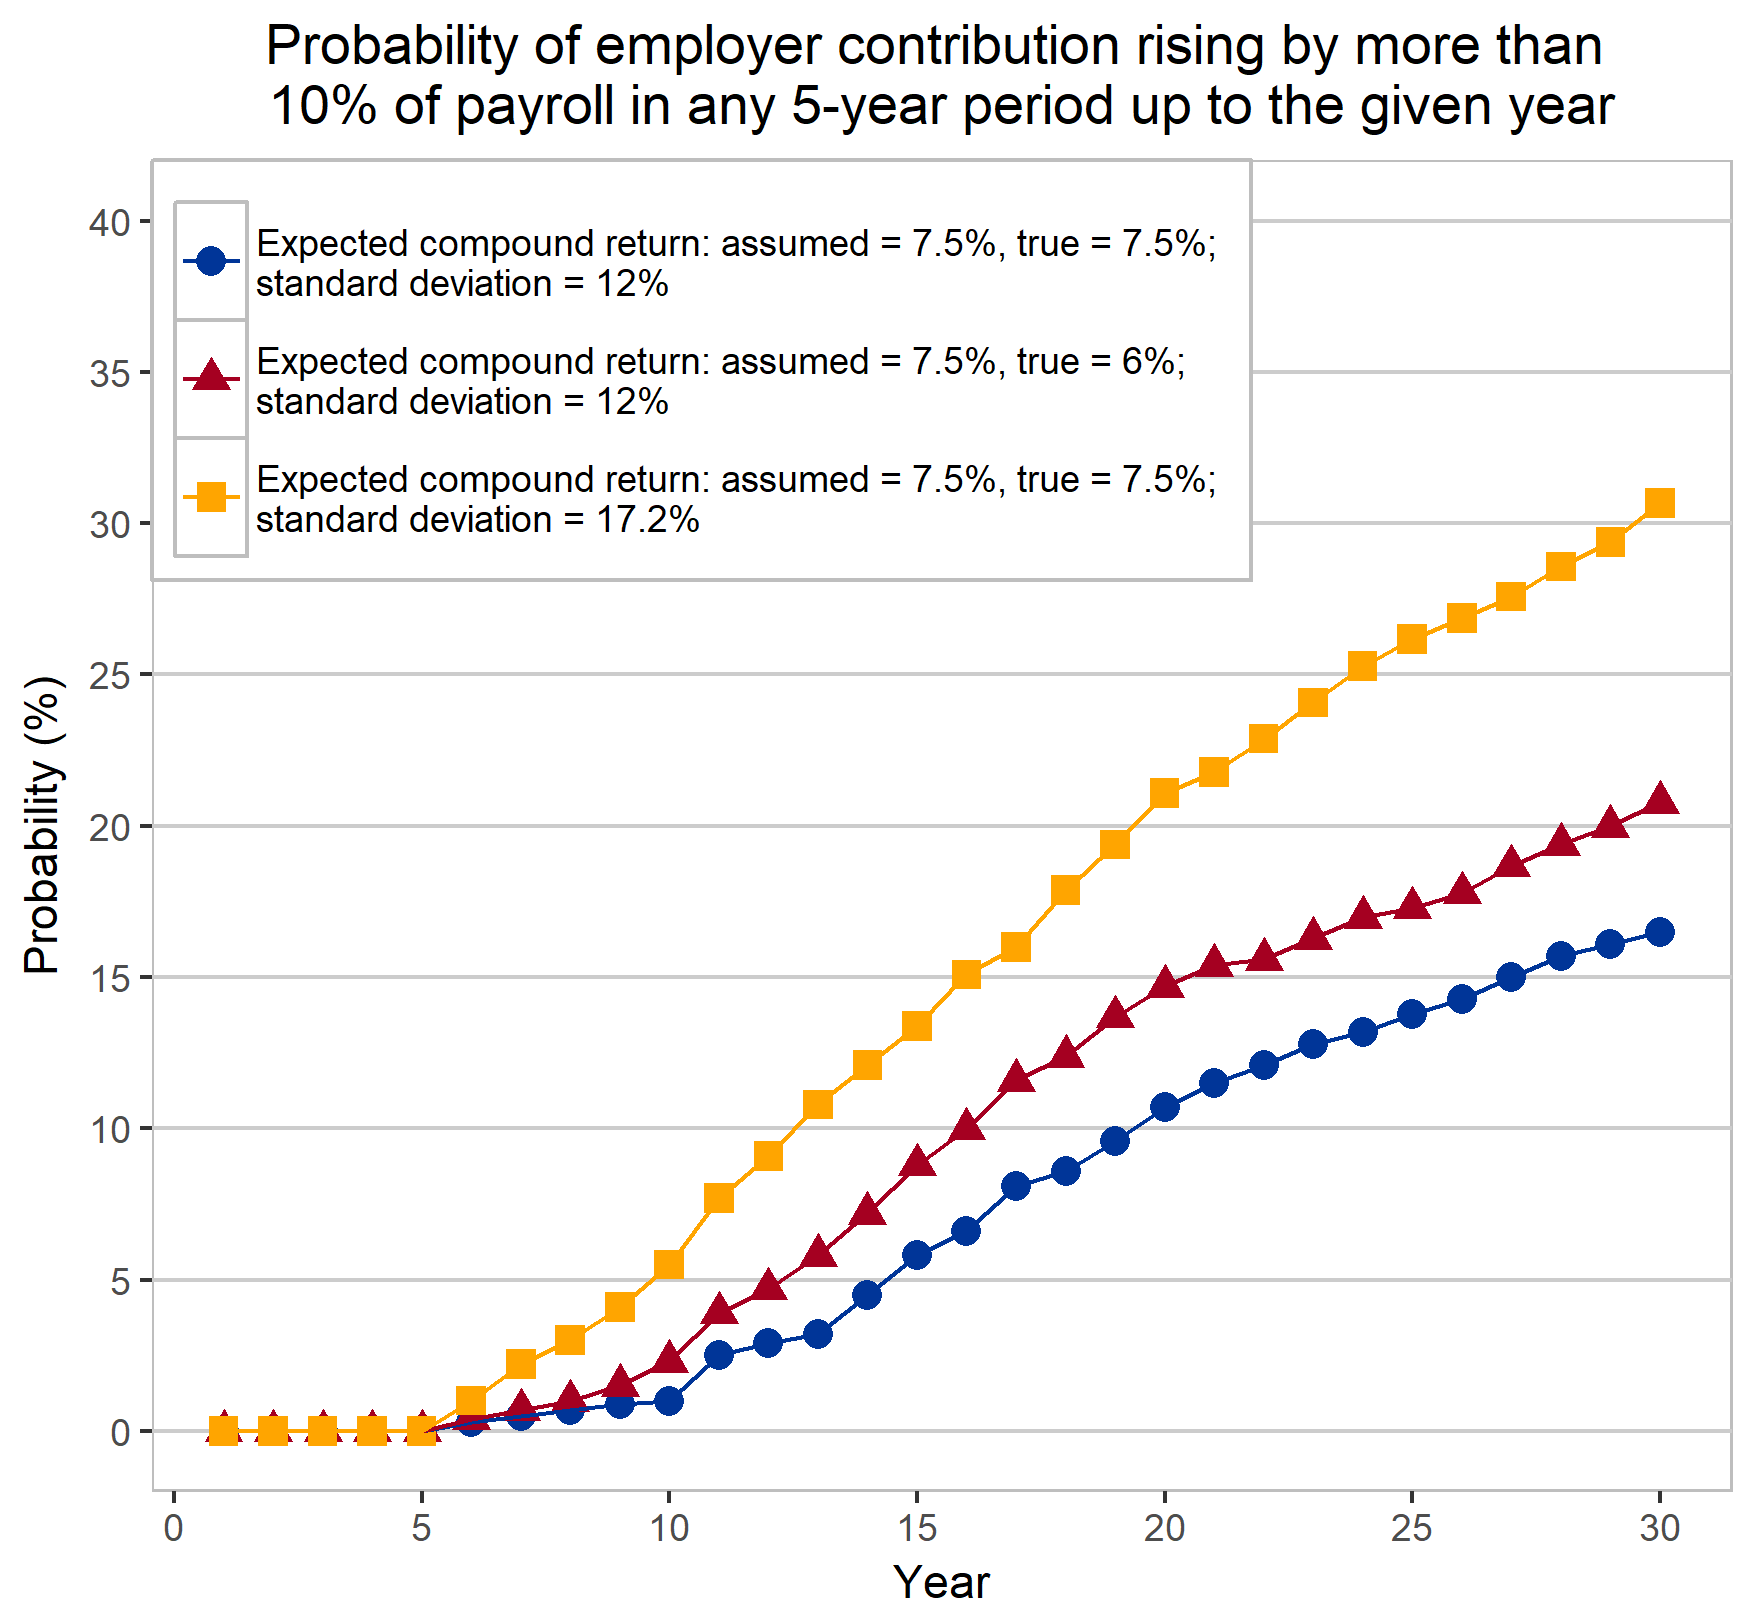 Probability of employer contribution rising by more than
10% of payroll in any 5-year period up to the given year
Expected compound return: assumed = 7.5%, true = 7.5%;
standard deviation = 12%
Expected compound return: assumed = 7.5%, true = 6%;
standard deviation = 12%
Expected compound return: assumed = 7.5%, true = 7.5%;
standard deviation = 17.2%
Probability (%)
40
35
30
25
20
15
10
5
0
0 5 10 15 20 25 30
Year